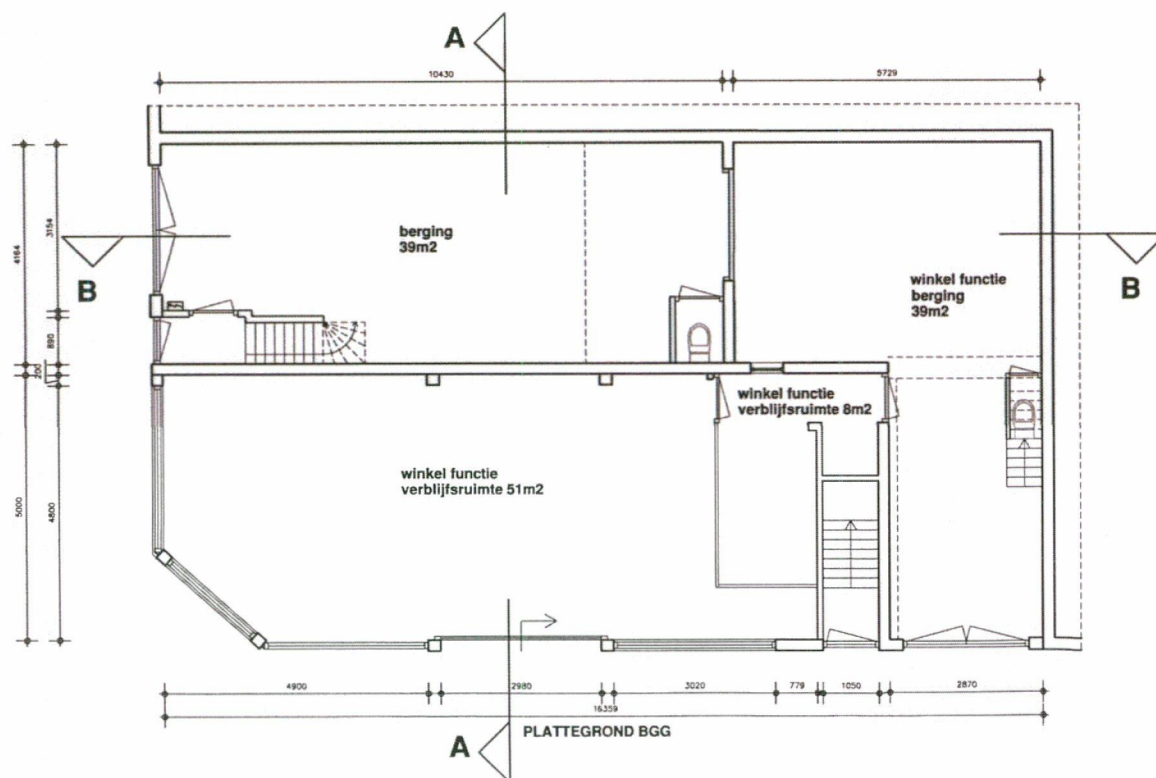 A
10430
5729
4164
3154
berging
39m2
B
winkel functie
berging
39m2
B
890
200
winkel functie
verblijfsruimte 8m2
winkel functie
verblijfsruimte 51m2
5000
4800
4900
2980
3020
779
1050
2870
16359
PLATTEGROND BGG
A